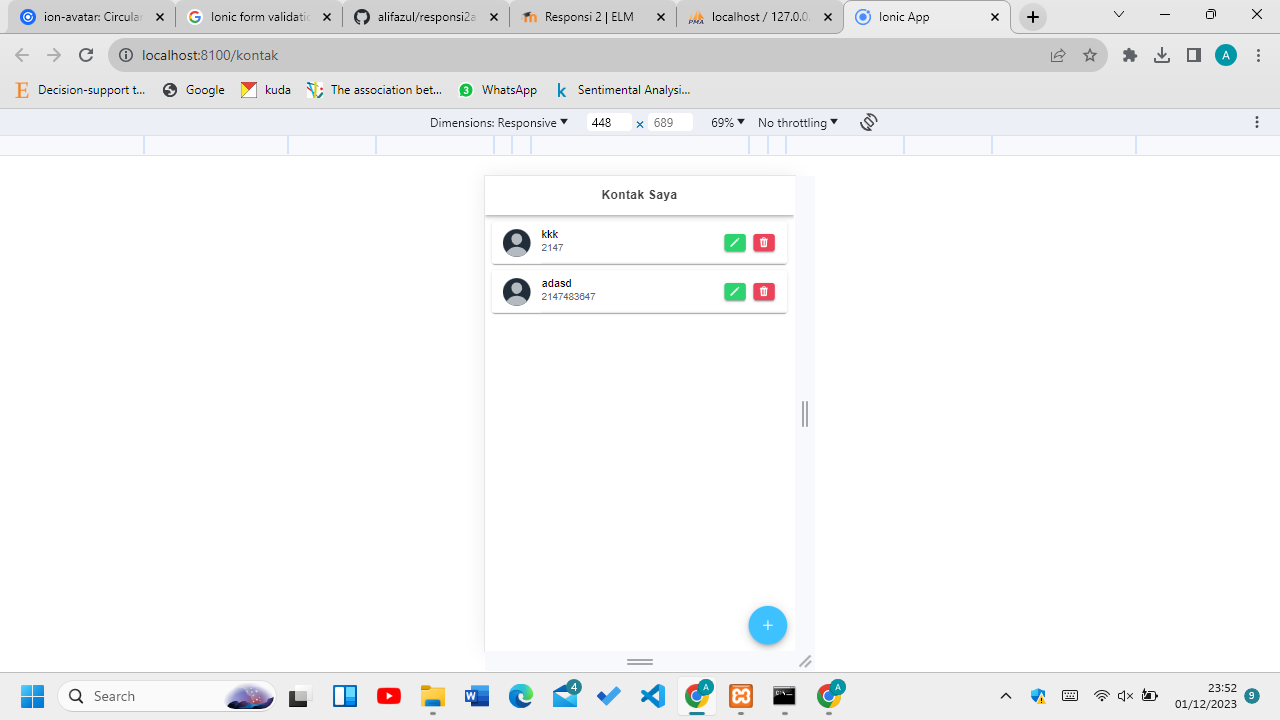 ion-avatar: Circular
Ionic form validatio
alifazul/responsi2a
Responsi 2 | ELM
localhost / 127.0.0.
Ionic App
localhost:8100/kontak
A
Decision-support t...
Google
kuda
The association bet...
WhatsApp
Sentimental Analysi...
Dimensions: Responsive
448
×
689
69%
No throttling
Kontak Saya
kkk
2147
adasd
2147483647
+
Search
4
A
A
23:52
01/12/2023
9